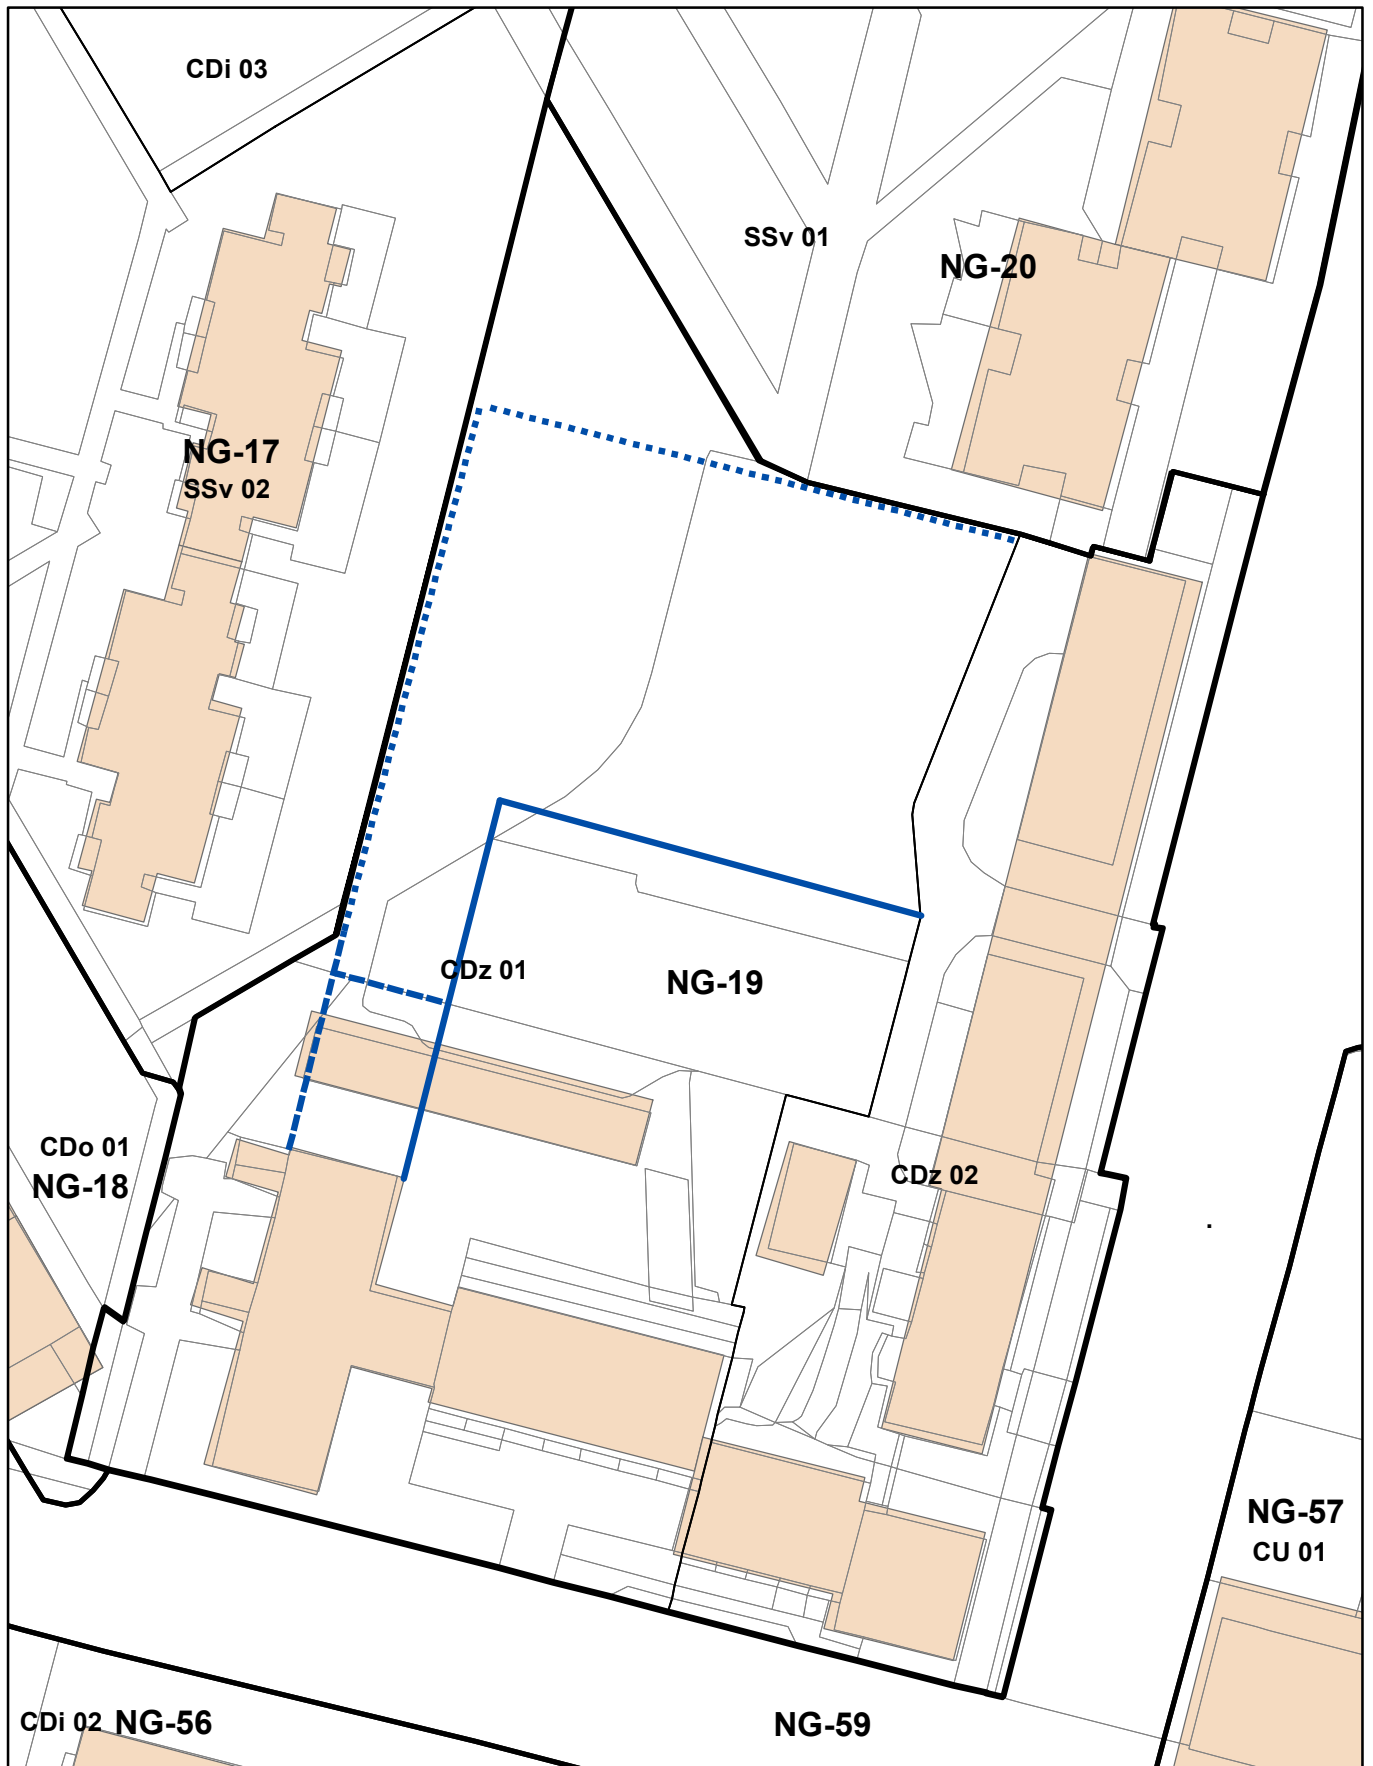 CDi 03
SSv 01
NG-20
NG-17
SSv 02
CDz 01
NG-19
CDo 01
NG-18
CDz 02
NG-57
CU 01
CDi 02 NG-56
NG-59